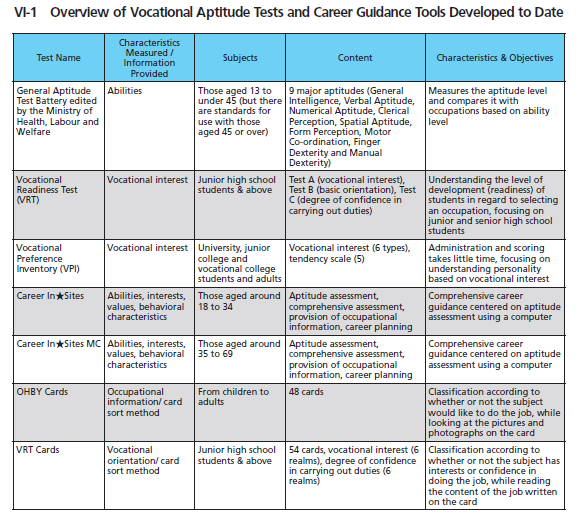 VI-1 Overview of Vocational Aptitude Tests and Career Guidance Tools Developed to Date
Test Name
Characteristics
Measured /
Information
Provided
Subjects
Content
Characteristics & Objectives
General Aptitude
Test Battery edited
by the Ministry of
Health, Labour and
Welfare
Abilities
Those aged 13 to
under 45 (but there
are standards for
use with those
aged 45 or over)
9 major aptitudes (General
Intelligence, Verbal Aptitude,
Numerical Aptitude, Clerical
Perception, Spatial Aptitude,
Form Perception, Motor
Co-ordination, Finger
Dexterity and Manual
Dexterity)
Measures the aptitude level
and compares it with
occupations based on ability
level
Vocational
Readiness Test
(VRT)
Vocational interest
Junior high school
students & above
Test A (vocational interest),
Test B (basic orientation), Test
C (degree of confidence in
carrying out duties)
Understanding the level of
development (readiness) of
students in regard to selecting
an occupation, focusing on
junior and senior high school
students
Vocational
Preference
Inventory (VPI)
Vocational interest
University, junior
college and
vocational college
students and adults
Vocational interest (6 types),
tendency scale (5)
Administration and scoring
takes little time, focusing on
understanding personality
based on vocational interest
Career In★Sites
Abilities, interests,
values, behavioral
characteristics
Those aged around
18 to 34
Aptitude assessment,
comprehensive assessment,
provision of occupational
information, career planning
Comprehensive career
guidance centered on aptitude
assessment using a computer
Career In★Sites MC
Abilities, interests,
values, behavioral
characteristics
Those aged around
35 to 69
Aptitude assessment,
comprehensive assessment,
provision of occupational
information, career planning
Comprehensive career
guidance centered on aptitude
assessment using a computer
OHBY Cards
Occupational
information/ card
sort method
From children to
adults
48 cards
Classification according to
whether or not the subject
would like to do the job, while
looking at the pictures and
photographs on the card
VRT Cards
Vocational
orientation/ card
sort method
Junior high school
students & above
54 cards, vocational interest (6
realms), degree of confidence
in carrying out duties (6
realms)
Classification according to
whether or not the subject has
interests or confidence in
doing the job, while reading
the content of the job written
on the card